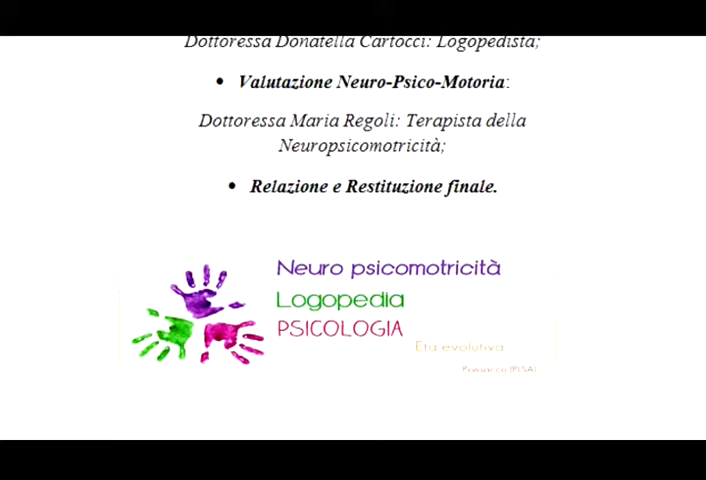 Dottoressa Donatella Cartocci: Logopedista;
• Valutazione Neuro-Psico-Motoria:
Dottoressa Maria Regoli: Terapista della
Neuropsicomotricità;
• Relazione e Restituzione finale.
Neuro psicomotricità
Logopedia
PSICOLOGIA
Età evolutiva
(PISA)